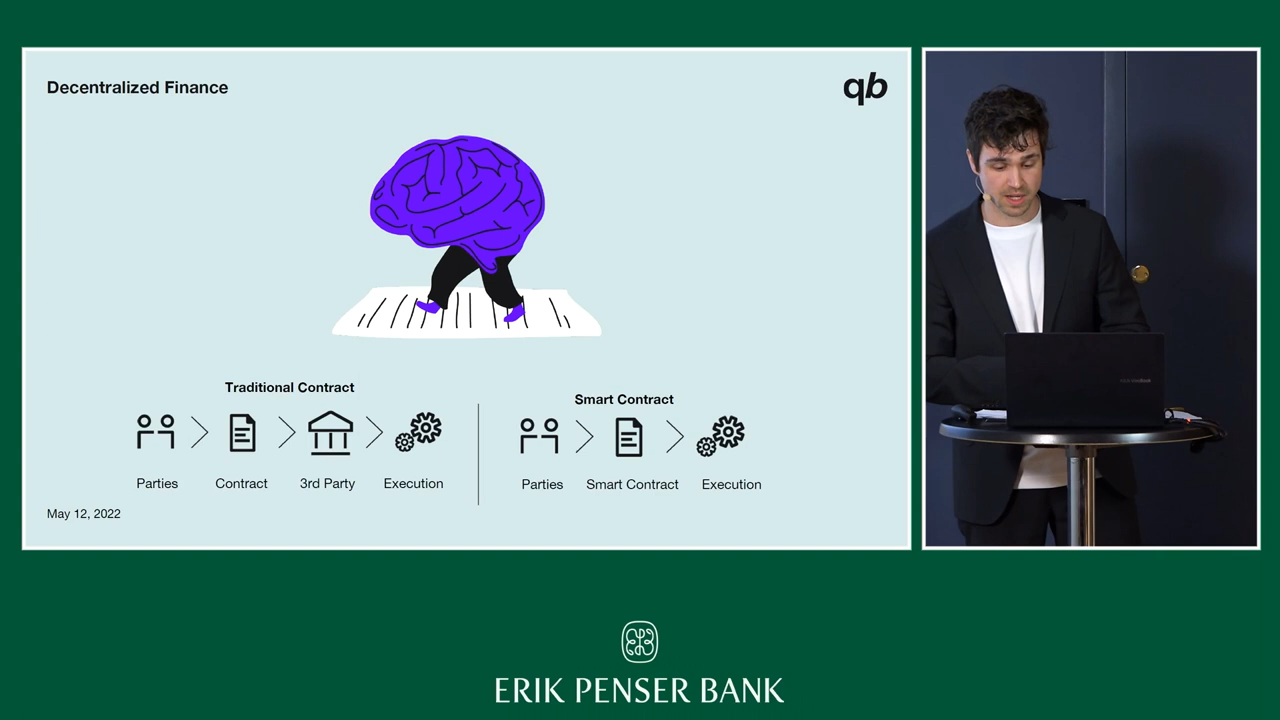 Decentralized Finance
qb
Traditional Contract
Parties
Contract
3rd Party
Execution
Smart Contract
Parties
Smart Contract
Execution
May 12, 2022
ERIK PENSER BANK